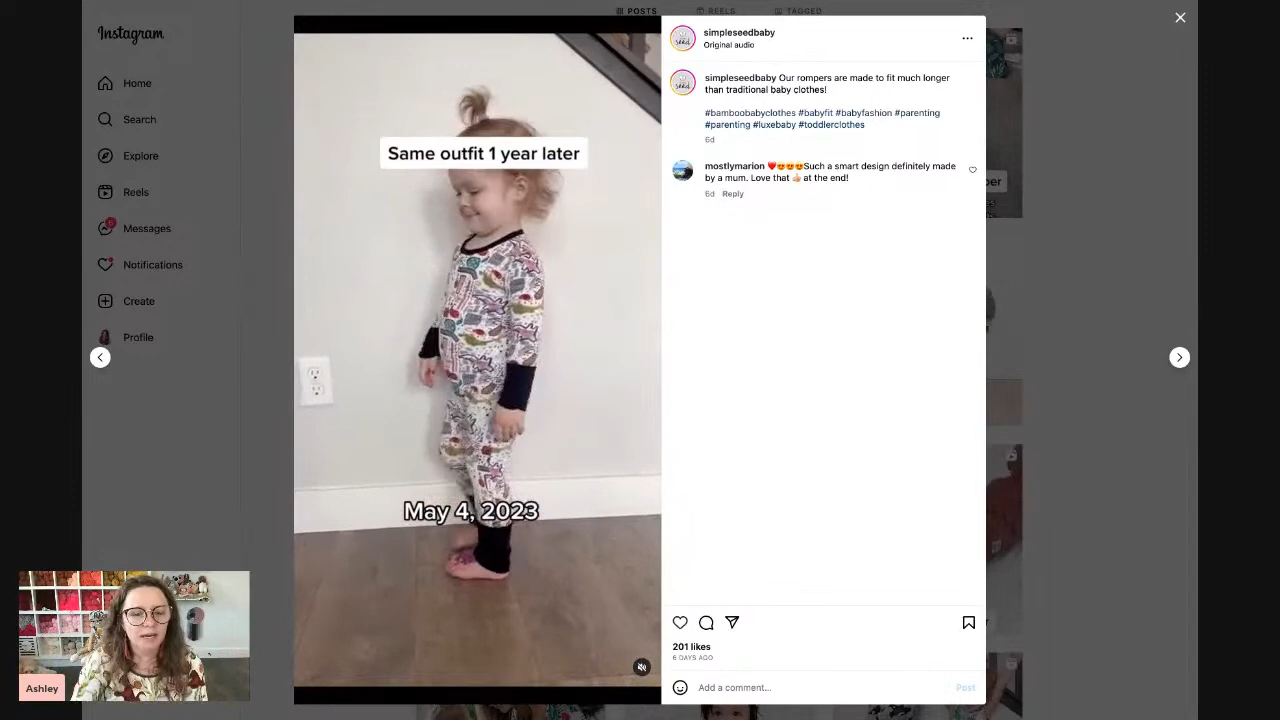 POSTS
REELS
TAGGED
Instagram
Home
Search
Explore
Reels
6
Messages
Notifications
Create
Profile
Same outfit 1 year later
May 4, 2023
Ashley
seed
simpleseedbaby
Original audio
seed
simpleseedbaby Our rompers are made to fit much longer
than traditional baby clothes!
#bamboobabyclothes #babyfit #babyfashion #parenting
#parenting #luxebaby #toddlerclothes
6d
mostlymarion ❤️😍😍😍Such a smart design definitely made
by a mum. Love that 👍🏻 at the end!
6d Reply
201 likes
6 DAYS AGO
Add a comment...
Post